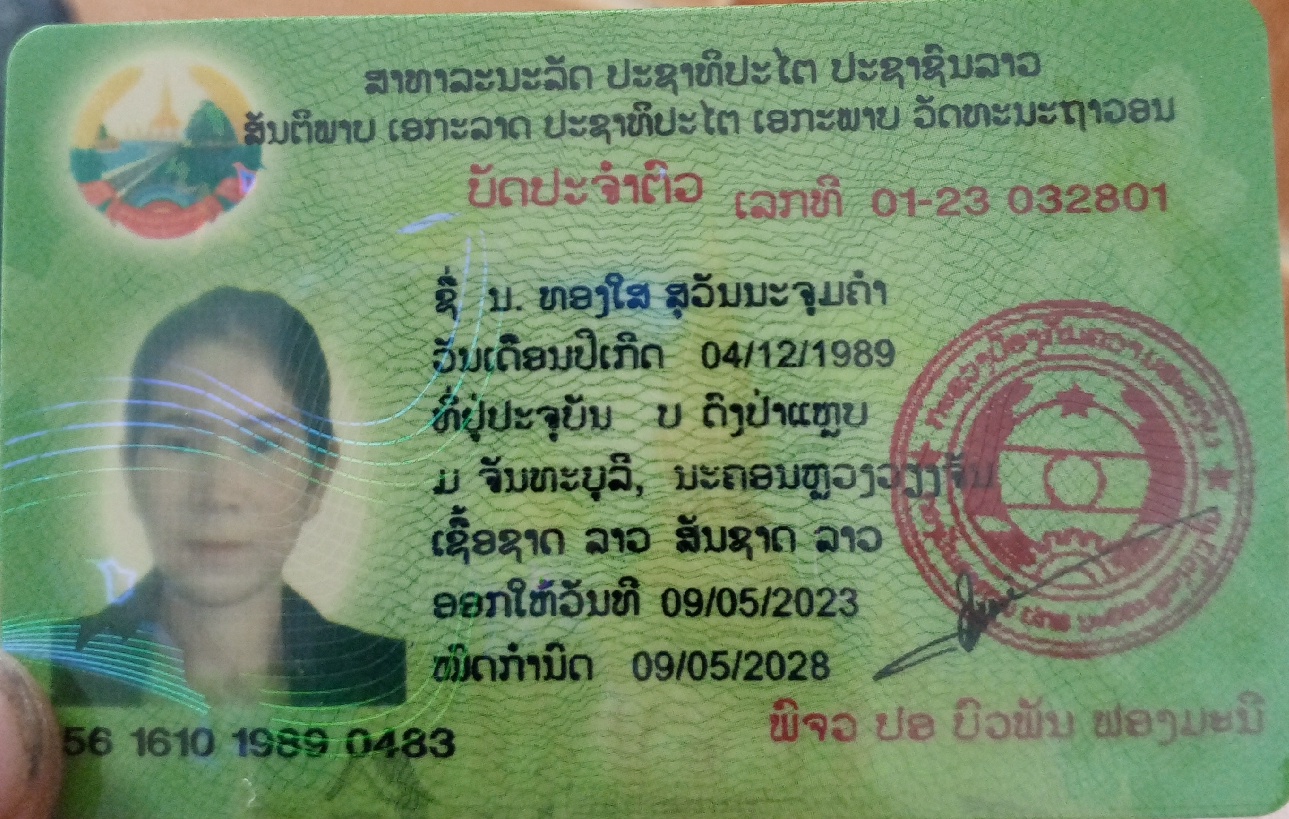 ສາທາລະນະລັດ ປະຊາທິປະໄຕ ປະຊາຊົນລາວ
ສັນຕິພາບ ເອກະລາດ ປະຊາທິປະໄຕ ເອກະພາບ ວັດທະນະຖາວອນ
ບັດປະຈຳຕົວ ເລກທີ 01-23 032801
ຊື່ ນ. ທອງໃສ ສຸວັນນະຈຸມຄຳ
ວັນເດືອນປີເກີດ 04/12/1989
ທີ່ຢູ່ປະຈຸບັນ ບ ດົງປ່າແຫຼບ
ມ ຈັນທະບຸລີ, ນະຄອນຫຼວງວຽງຈັນ
ເຊື້ອຊາດ ລາວ ສັນຊາດ ລາວ
ອອກໃຫ້ວັນທີ 09/05/2023
ໝົດກຳນົດ 09/05/2028
56 1610 1989 0483
ພົຈວ ປອ ບົວພັນ ຟອງມະນີ